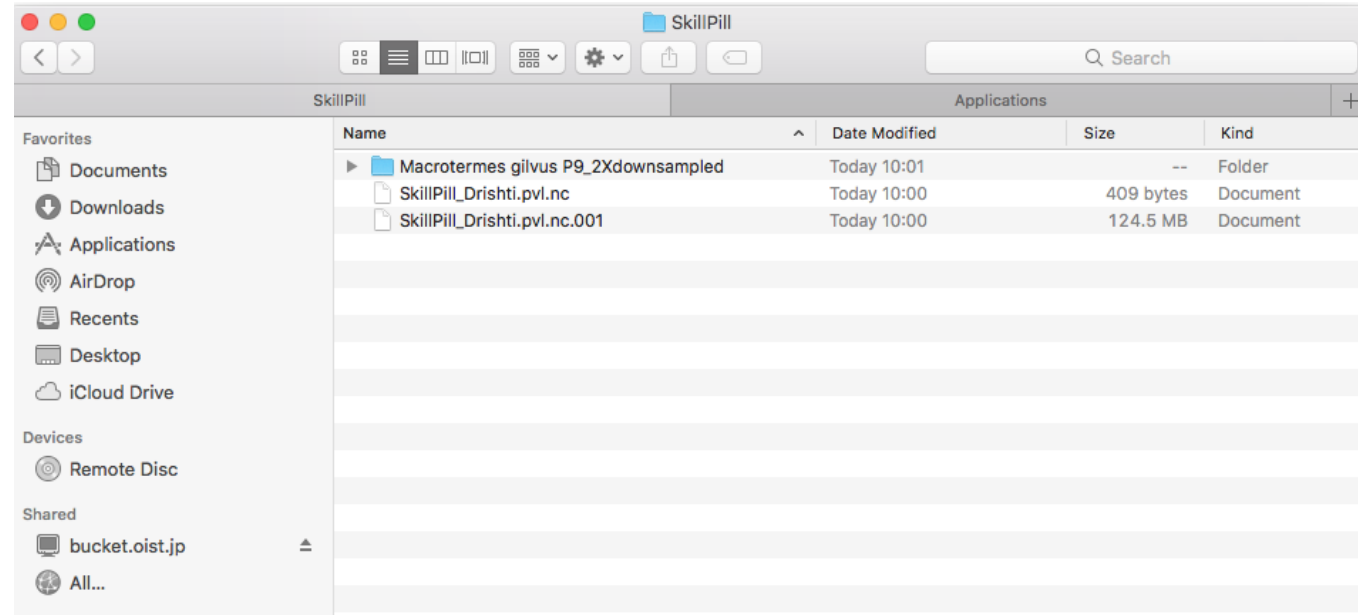 SkillPill
Search
SkillPill Applications +
Favorites
Documents
Downloads
Applications
AirDrop
Recents
Desktop
iCloud Drive
Devices
Remote Disc
Shared
bucket.oist.jp
All...
Name Date Modified Size Kind
Macrotermes gilvus P9_2Xdownsampled Today 10:01 -- Folder
SkillPill_Drishti.pvl.nc Today 10:00 409 bytes Document
SkillPill_Drishti.pvl.nc.001 Today 10:00 124.5 MB Document